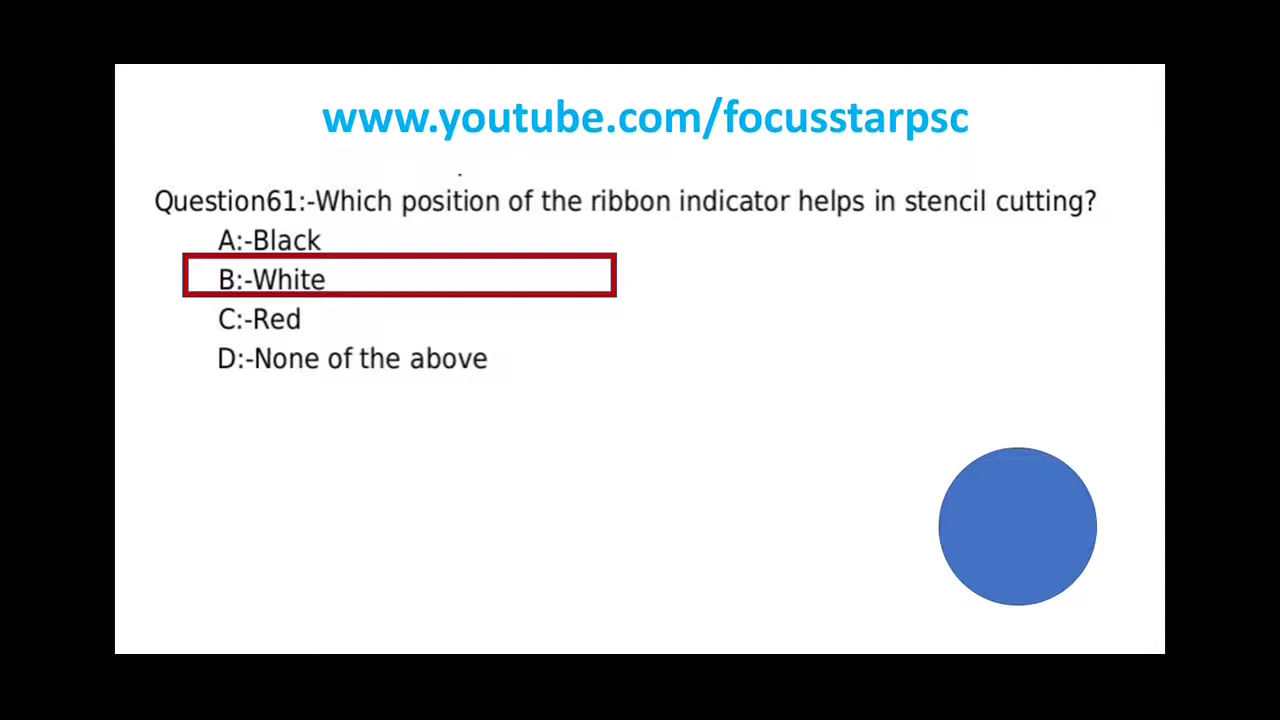 www.youtube.com/focusstarpsc
Question61:-Which position of the ribbon indicator helps in stencil cutting?
A:-Black
B:-White
C:-Red
D:-None of the above